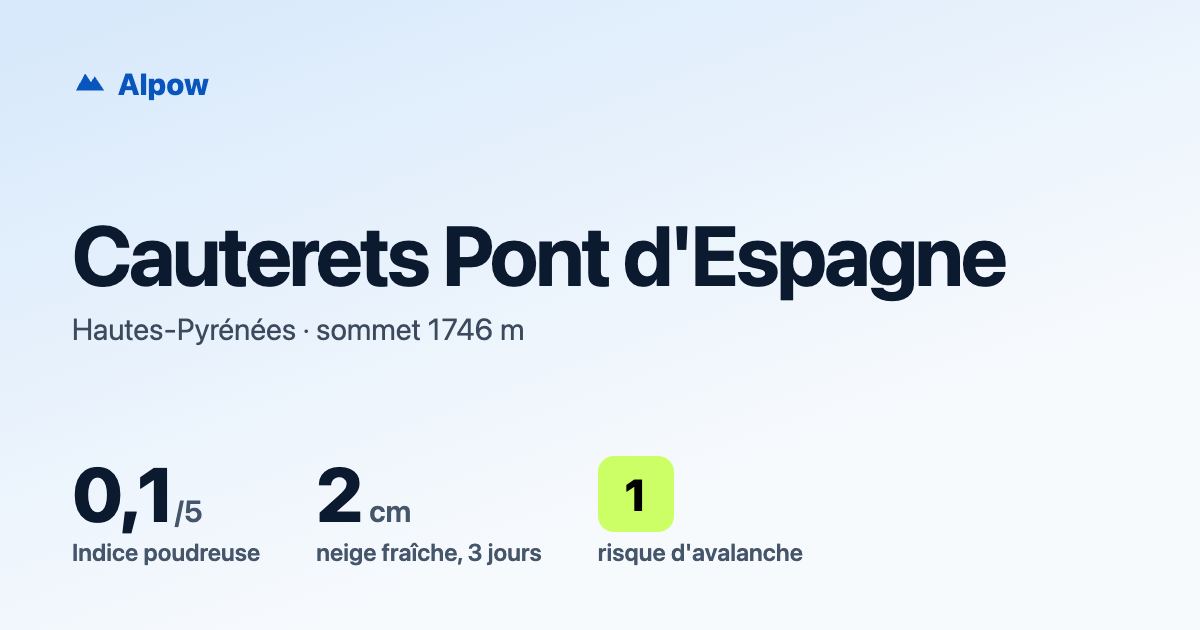 Alpow
Cauterets Pont d'Espagne
Hautes-Pyrénées · sommet 1746 m
0,1/5
Indice poudreuse
2 cm
neige fraîche, 3 jours
1
risque d'avalanche